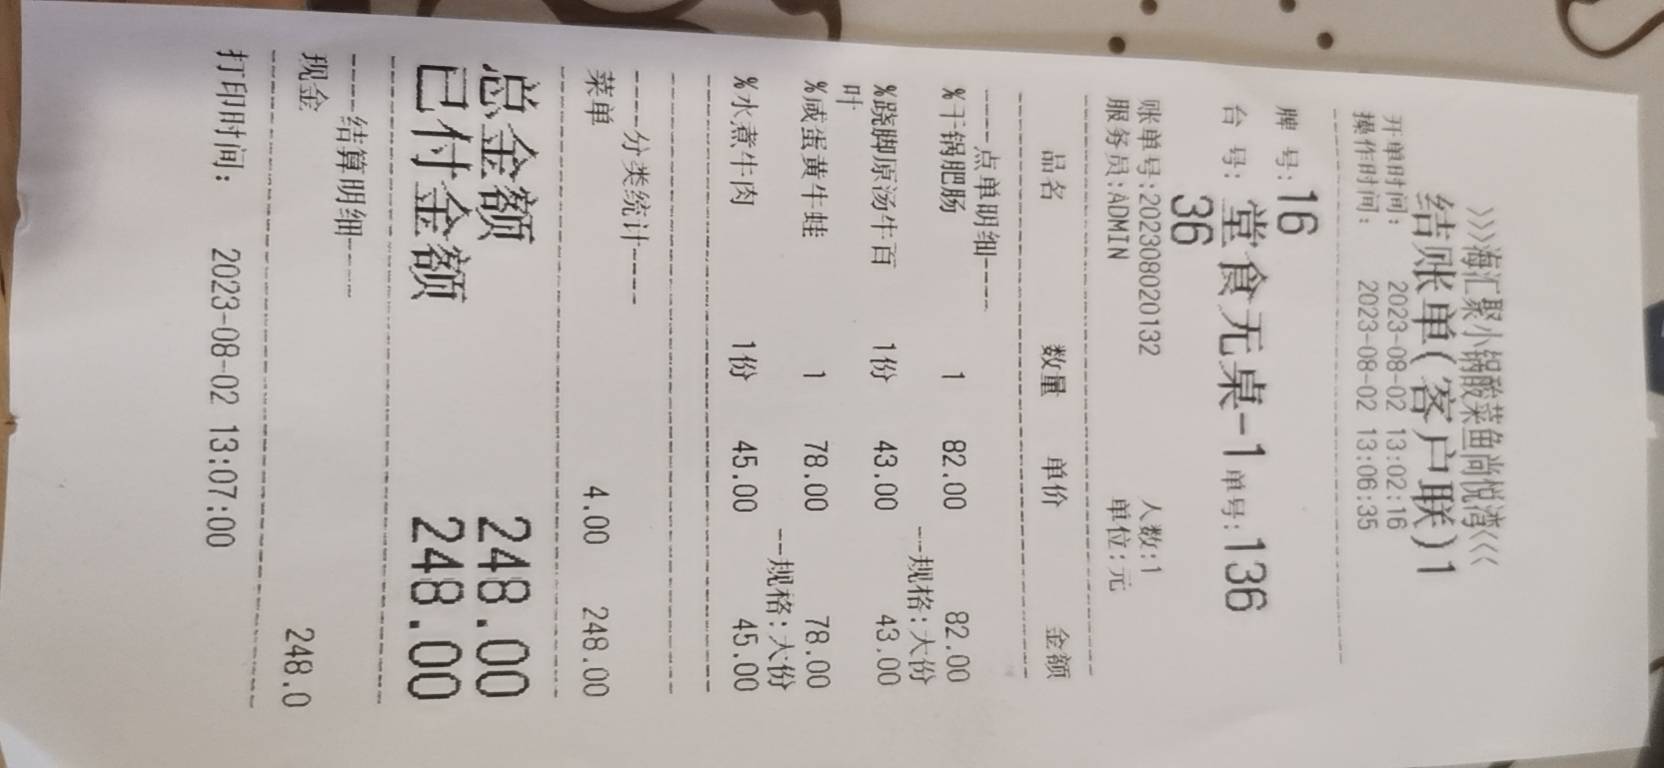 >>>海汇聚小锅酸菜鱼尚悦湾<<<
结账单(客户联)1
开单时间: 2023-08-02 13:02:16
操作时间: 2023-08-02 13:06:35
牌 号:16
台 号:堂食无桌-1 单号:136
36
账单号:202308020132 人数:1
服务员:ADMIN 单位:元
品名 数量 单价 金额
----点单明细----
%干锅肥肠 1 82.00 82.00
--规格:大份
%跷脚原汤牛百 1份 43.00 43.00
叶
%咸蛋黄牛蛙 1 78.00 78.00
--规格:大份
%水煮牛肉 1份 45.00 45.00
----分类统计----
菜单 4.00 248.00
总金额 248.00
已付金额 248.00
----结算明细----
现金 248.0
打印时间: 2023-08-02 13:07:00